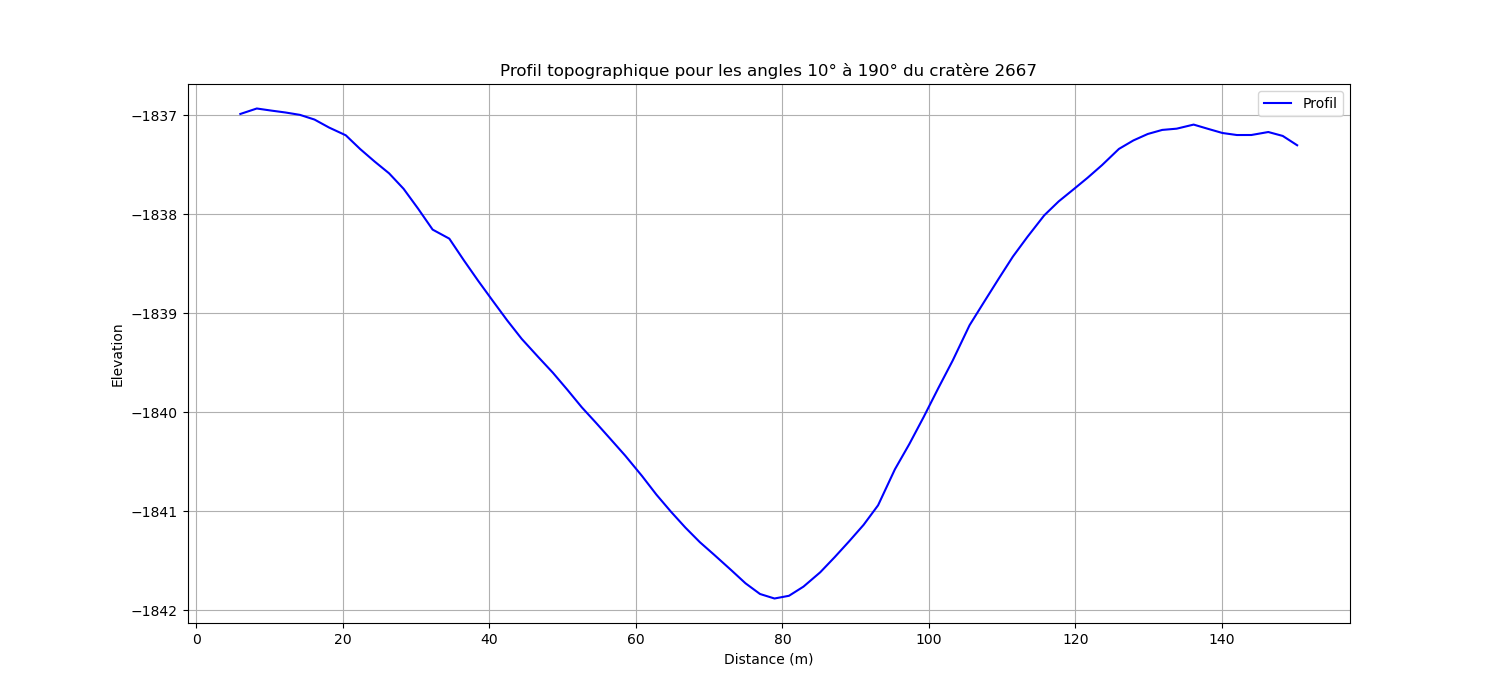 Profil topographique pour les angles 10° à 190° du cratère 2667
Profil
−1837
−1838
−1839
−1840
−1841
−1842
Elevation
0 20 40 60 80 100 120 140
Distance (m)